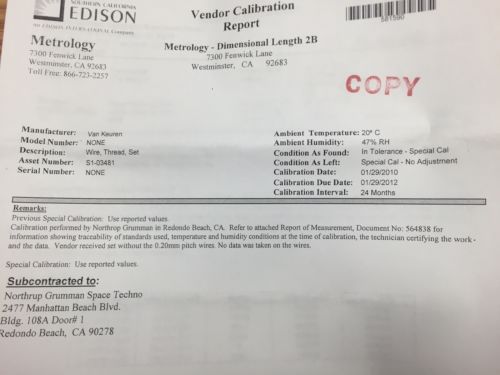 SOUTHERN CALIFORNIA
EDISON
An EDISON INTERNATIONAL Company
Vendor Calibration
Report
581590
Metrology
7300 Fenwick Lane
Westminster, CA 92683
Toll Free: 866-723-2257
Metrology - Dimensional Length 2B
7300 Fenwick Lane
Westminster, CA 92683
COPY
Manufacturer: Van Keuren
Model Number: NONE
Description: Wire, Thread, Set
Asset Number: S1-03481
Serial Number: NONE
Ambient Temperature: 20° C
Ambient Humidity: 47% RH
Condition As Found: In Tolerance - Special Cal
Condition As Left: Special Cal - No Adjustment
Calibration Date: 01/29/2010
Calibration Due Date: 01/29/2012
Calibration Interval: 24 Months
Remarks:
Previous Special Calibration: Use reported values.
Calibration performed by Northrup Grumman in Redondo Beach, CA. Refer to attached Report of Measurement, Document No: 564838 for
information showing traceability of standards used, temperature and humidity conditions at the time of calibration, the technician certifying the work-
and the data. Vendor received set without the 0.20mm pitch wires. No data was taken on the wires.
Special Calibration: Use reported values.
Subcontracted to:
Northrup Grumman Space Techno
2477 Manhattan Beach Blvd.
Bldg. 108A Door# 1
Redondo Beach, CA 90278